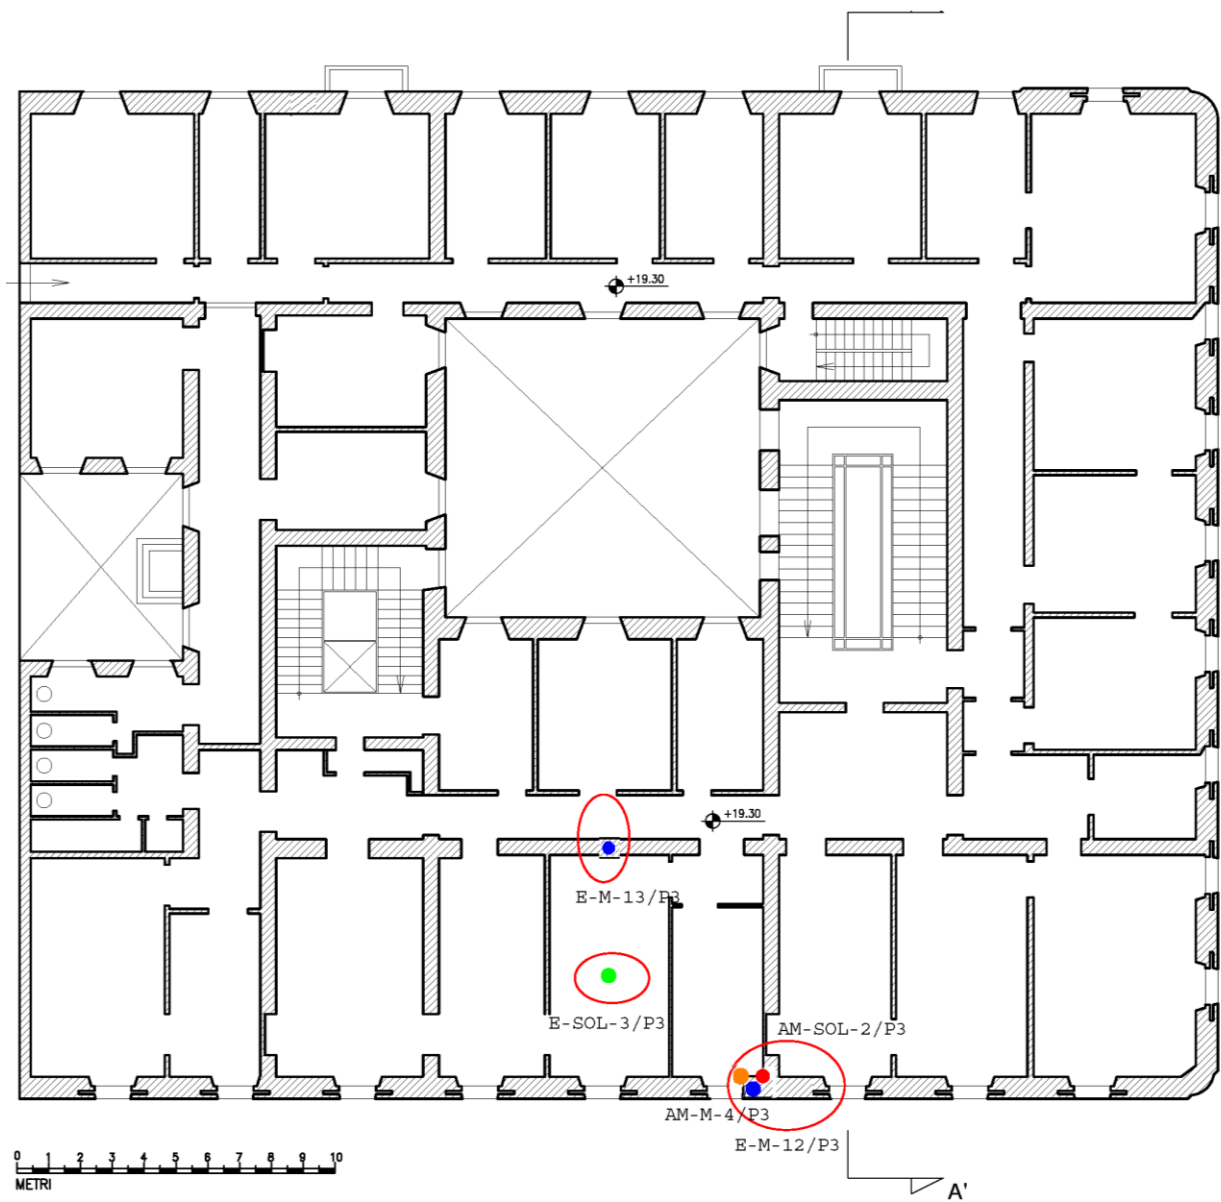 +19.30
+19.30
E-M-13/P3
E-SOL-3/P3
AM-SOL-2/P3
AM-M-4/P3
E-M-12/P3
0 1 2 3 4 5 6 7 8 9 10
METRI
A'